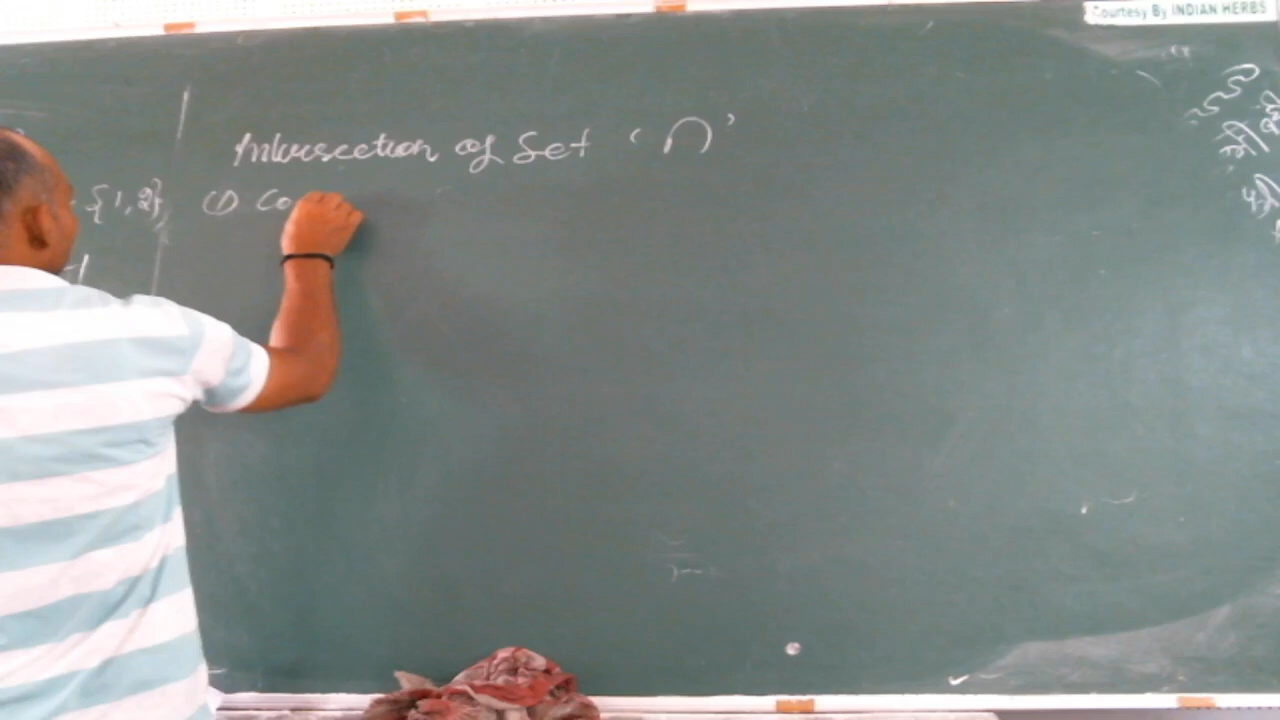 Courtesy By INDIAN HERBS
Intersection of Set ‘ ∩ ’
{1,2} (1) Co